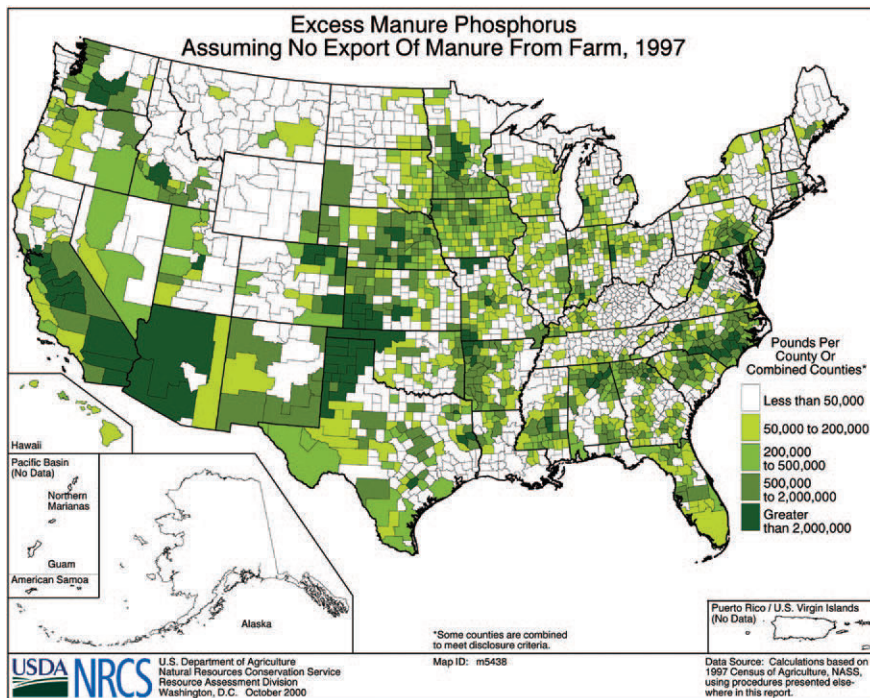 Excess Manure Phosphorus
Assuming No Export Of Manure From Farm, 1997
Pounds Per
County Or
Combined Counties*
Less than 50,000
50,000 to 200,000
200,000
to 500,000
500,000
to 2,000,000
Greater
than 2,000,000
Hawaii
Pacific Basin
(No Data)
Northern
Marianas
Guam
American Samoa
Alaska
*Some counties are combined
to meet disclosure criteria.
Puerto Rico / U.S. Virgin Islands
(No Data)
USDA
NRCS
U.S. Department of Agriculture
Natural Resources Conservation Service
Resource Assessment Division
Washington, D.C. October 2000
Map ID: m5438
Data Source: Calculations based on
1997 Census of Agriculture, NASS,
using procedures presented else-
where in this report.